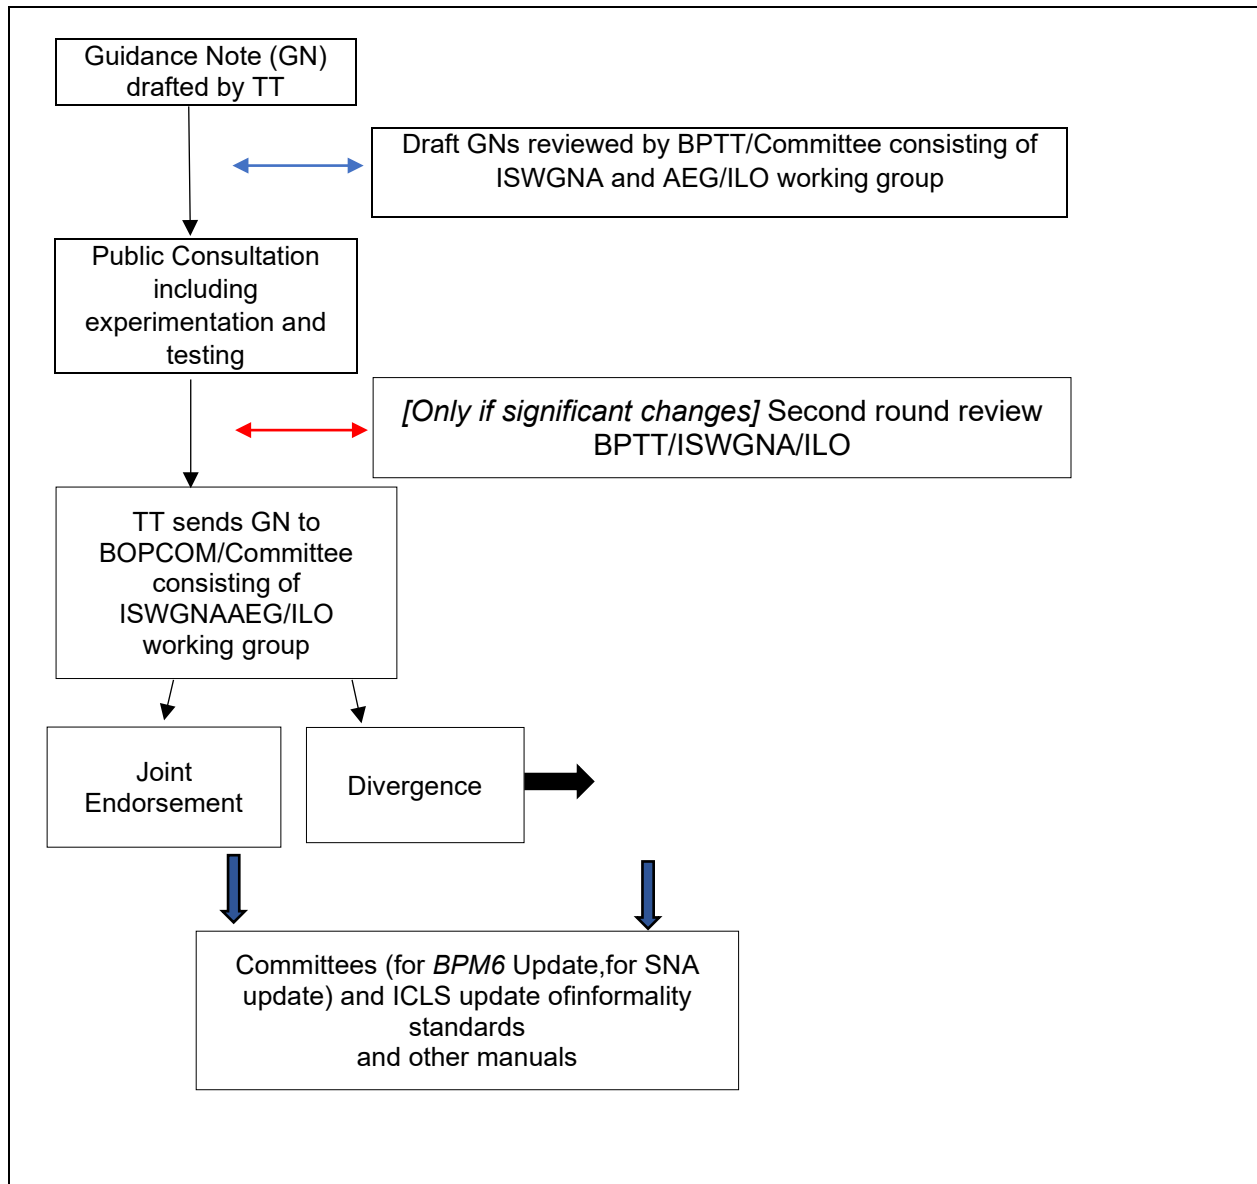 Guidance Note (GN)
drafted by TT
Draft GNs reviewed by BPTT/Committee consisting of
ISWGNA and AEG/ILO working group
Public Consultation
including
experimentation and
testing
[Only if significant changes] Second round review
BPTT/ISWGNA/ILO
TT sends GN to
BOPCOM/Committee
consisting of
ISWGNAAEG/ILO
working group
Joint
Endorsement
Divergence
Committees (for BPM6 Update,for SNA
update) and ICLS update ofinformality
standards
and other manuals